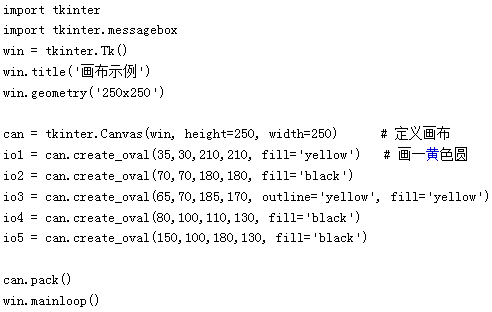 import tkinter
import tkinter.messagebox
win = tkinter.Tk()
win.title('画布示例')
win.geometry('250x250')
can = tkinter.Canvas(win, height=250, width=250) # 定义画布
io1 = can.create_oval(35,30,210,210, fill='yellow') # 画一黄色圆
io2 = can.create_oval(70,70,180,180, fill='black')
io3 = can.create_oval(65,70,185,170, outline='yellow', fill='yellow')
io4 = can.create_oval(80,100,110,130, fill='black')
io5 = can.create_oval(150,100,180,130, fill='black')
can.pack()
win.mainloop()